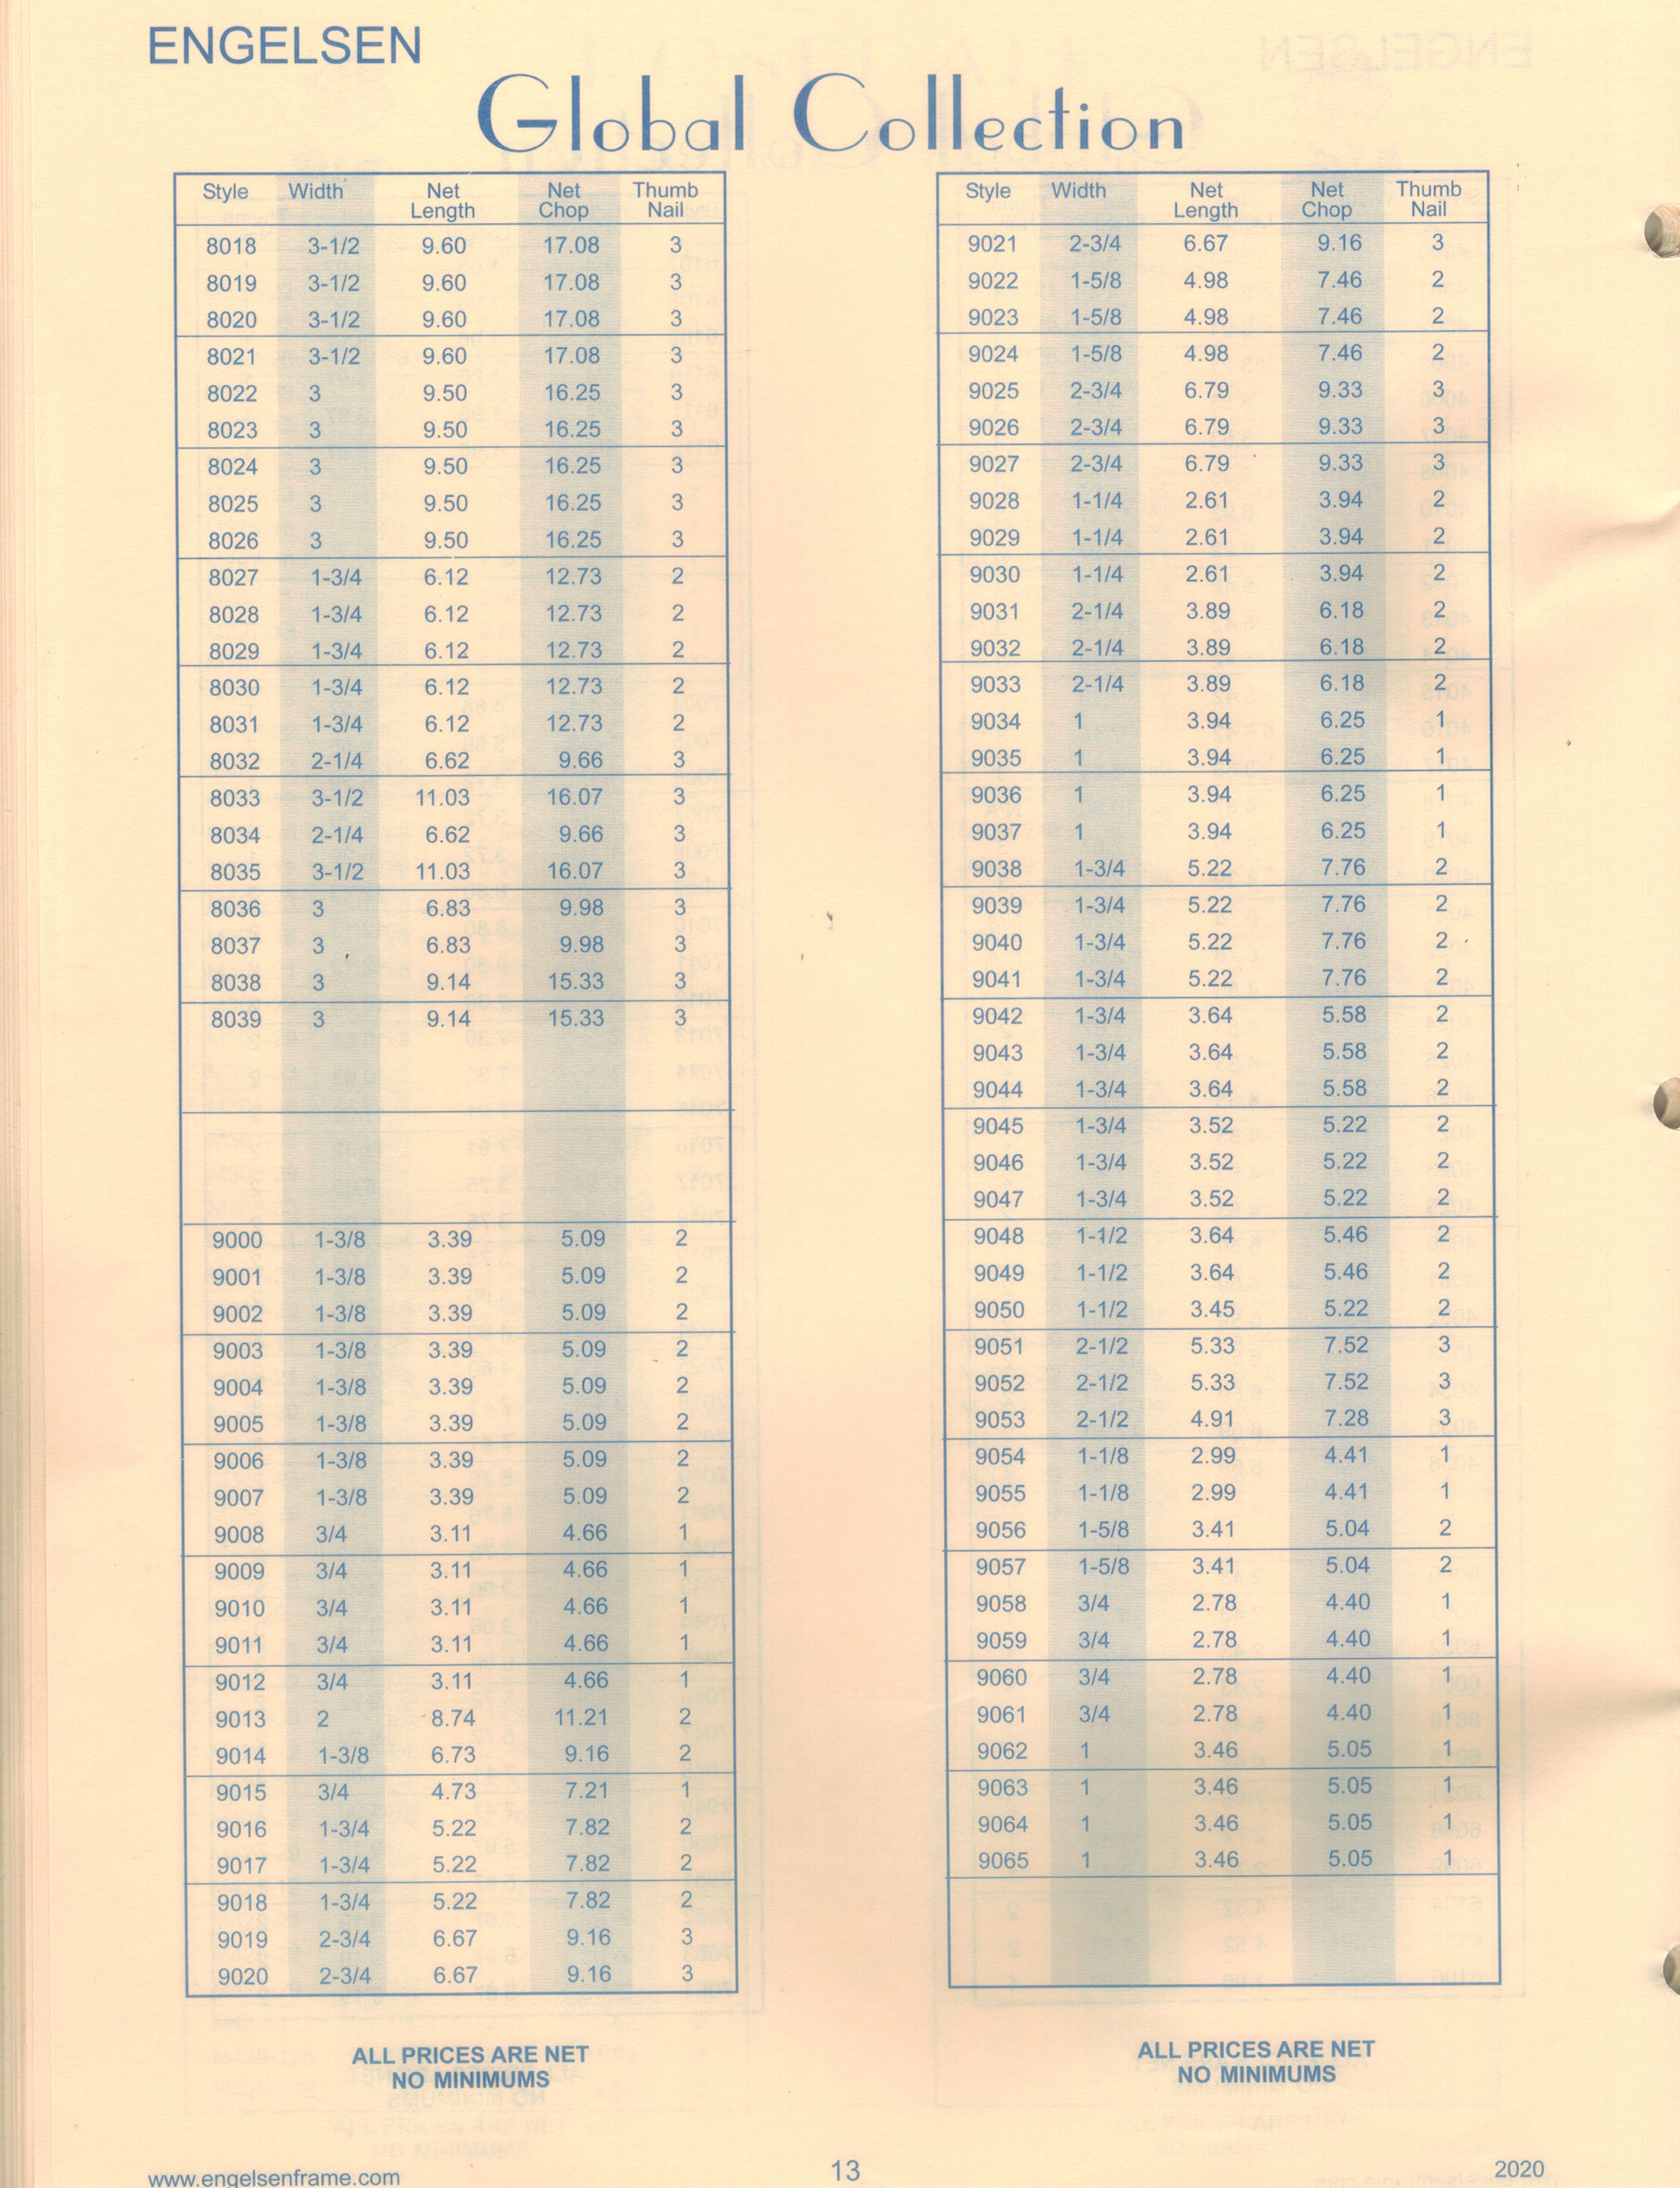 ENGELSEN
Global Collection
Style Width Net Length Net Chop Thumb Nail
8018 3-1/2 9.60 17.08 3
8019 3-1/2 9.60 17.08 3
8020 3-1/2 9.60 17.08 3
8021 3-1/2 9.60 17.08 3
8022 3 9.50 16.25 3
8023 3 9.50 16.25 3
8024 3 9.50 16.25 3
8025 3 9.50 16.25 3
8026 3 9.50 16.25 3
8027 1-3/4 6.12 12.73 2
8028 1-3/4 6.12 12.73 2
8029 1-3/4 6.12 12.73 2
8030 1-3/4 6.12 12.73 2
8031 1-3/4 6.12 12.73 2
8032 2-1/4 6.62 9.66 3
8033 3-1/2 11.03 16.07 3
8034 2-1/4 6.62 9.66 3
8035 3-1/2 11.03 16.07 3
8036 3 6.83 9.98 3
8037 3 6.83 9.98 3
8038 3 9.14 15.33 3
8039 3 9.14 15.33 3
9000 1-3/8 3.39 5.09 2
9001 1-3/8 3.39 5.09 2
9002 1-3/8 3.39 5.09 2
9003 1-3/8 3.39 5.09 2
9004 1-3/8 3.39 5.09 2
9005 1-3/8 3.39 5.09 2
9006 1-3/8 3.39 5.09 2
9007 1-3/8 3.39 5.09 2
9008 3/4 3.11 4.66 1
9009 3/4 3.11 4.66 1
9010 3/4 3.11 4.66 1
9011 3/4 3.11 4.66 1
9012 3/4 3.11 4.66 1
9013 2 8.74 11.21 2
9014 1-3/8 6.73 9.16 2
9015 3/4 4.73 7.21 1
9016 1-3/4 5.22 7.82 2
9017 1-3/4 5.22 7.82 2
9018 1-3/4 5.22 7.82 2
9019 2-3/4 6.67 9.16 3
9020 2-3/4 6.67 9.16 3
ALL PRICES ARE NET
NO MINIMUMS
Style Width Net Length Net Chop Thumb Nail
9021 2-3/4 6.67 9.16 3
9022 1-5/8 4.98 7.46 2
9023 1-5/8 4.98 7.46 2
9024 1-5/8 4.98 7.46 2
9025 2-3/4 6.79 9.33 3
9026 2-3/4 6.79 9.33 3
9027 2-3/4 6.79 9.33 3
9028 1-1/4 2.61 3.94 2
9029 1-1/4 2.61 3.94 2
9030 1-1/4 2.61 3.94 2
9031 2-1/4 3.89 6.18 2
9032 2-1/4 3.89 6.18 2
9033 2-1/4 3.89 6.18 2
9034 1 3.94 6.25 1
9035 1 3.94 6.25 1
9036 1 3.94 6.25 1
9037 1 3.94 6.25 1
9038 1-3/4 5.22 7.76 2
9039 1-3/4 5.22 7.76 2
9040 1-3/4 5.22 7.76 2
9041 1-3/4 5.22 7.76 2
9042 1-3/4 3.64 5.58 2
9043 1-3/4 3.64 5.58 2
9044 1-3/4 3.64 5.58 2
9045 1-3/4 3.52 5.22 2
9046 1-3/4 3.52 5.22 2
9047 1-3/4 3.52 5.22 2
9048 1-1/2 3.64 5.46 2
9049 1-1/2 3.64 5.46 2
9050 1-1/2 3.45 5.22 2
9051 2-1/2 5.33 7.52 3
9052 2-1/2 5.33 7.52 3
9053 2-1/2 4.91 7.28 3
9054 1-1/8 2.99 4.41 1
9055 1-1/8 2.99 4.41 1
9056 1-5/8 3.41 5.04 2
9057 1-5/8 3.41 5.04 2
9058 3/4 2.78 4.40 1
9059 3/4 2.78 4.40 1
9060 3/4 2.78 4.40 1
9061 3/4 2.78 4.40 1
9062 1 3.46 5.05 1
9063 1 3.46 5.05 1
9064 1 3.46 5.05 1
9065 1 3.46 5.05 1
ALL PRICES ARE NET
NO MINIMUMS
www.engelsenframe.com 13 2020